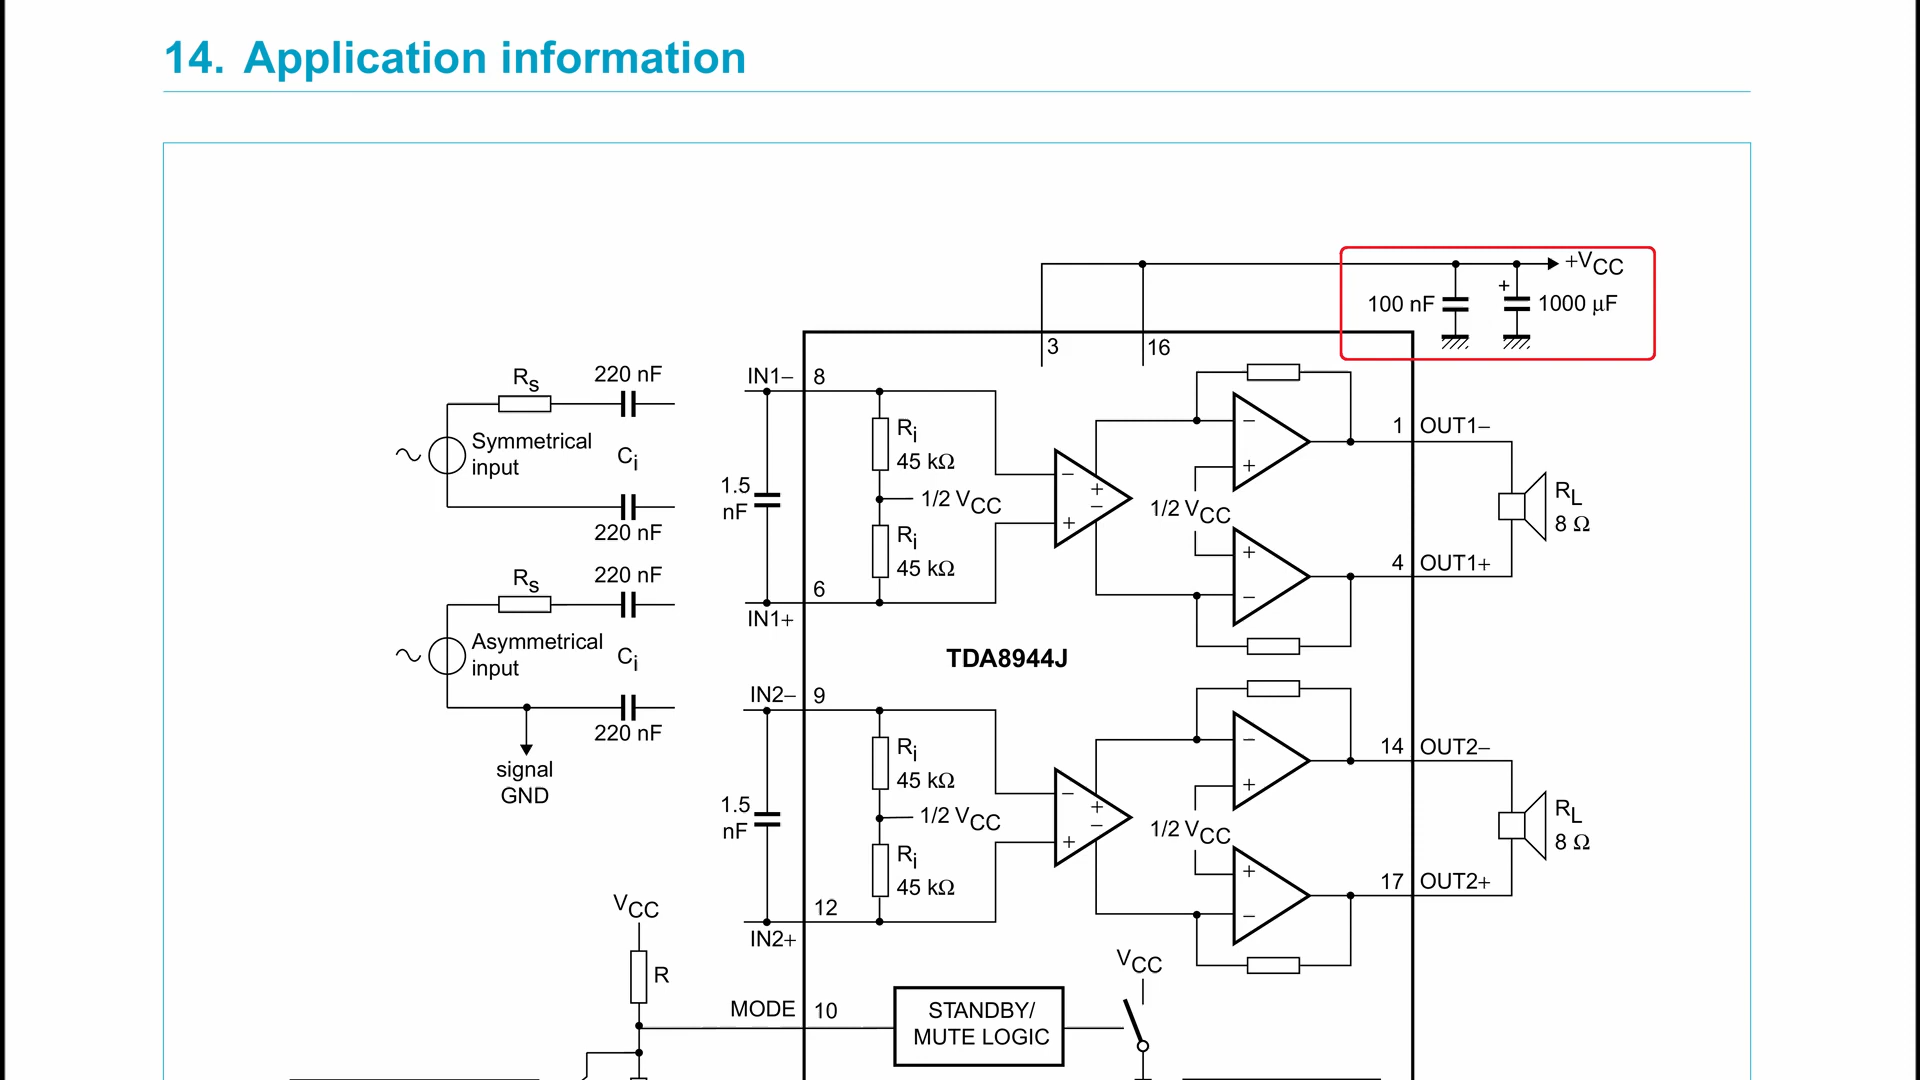 14. Application information
+VCC
100 nF
+
1000 μF
3
16
Rs
220 nF
IN1−
8
Symmetrical
input
Ci
220 nF
1.5
nF
Ri
45 kΩ
1/2 VCC
Ri
45 kΩ
−
+
−
+
−
+
1/2 VCC
+
−
1
OUT1−
4
OUT1+
RL
8 Ω
6
IN1+
Rs
220 nF
Asymmetrical
input
Ci
220 nF
signal
GND
TDA8944J
IN2−
9
1.5
nF
Ri
45 kΩ
1/2 VCC
Ri
45 kΩ
−
+
−
+
−
+
1/2 VCC
+
−
14
OUT2−
17
OUT2+
RL
8 Ω
12
IN2+
VCC
R
MODE
10
STANDBY/
MUTE LOGIC
VCC